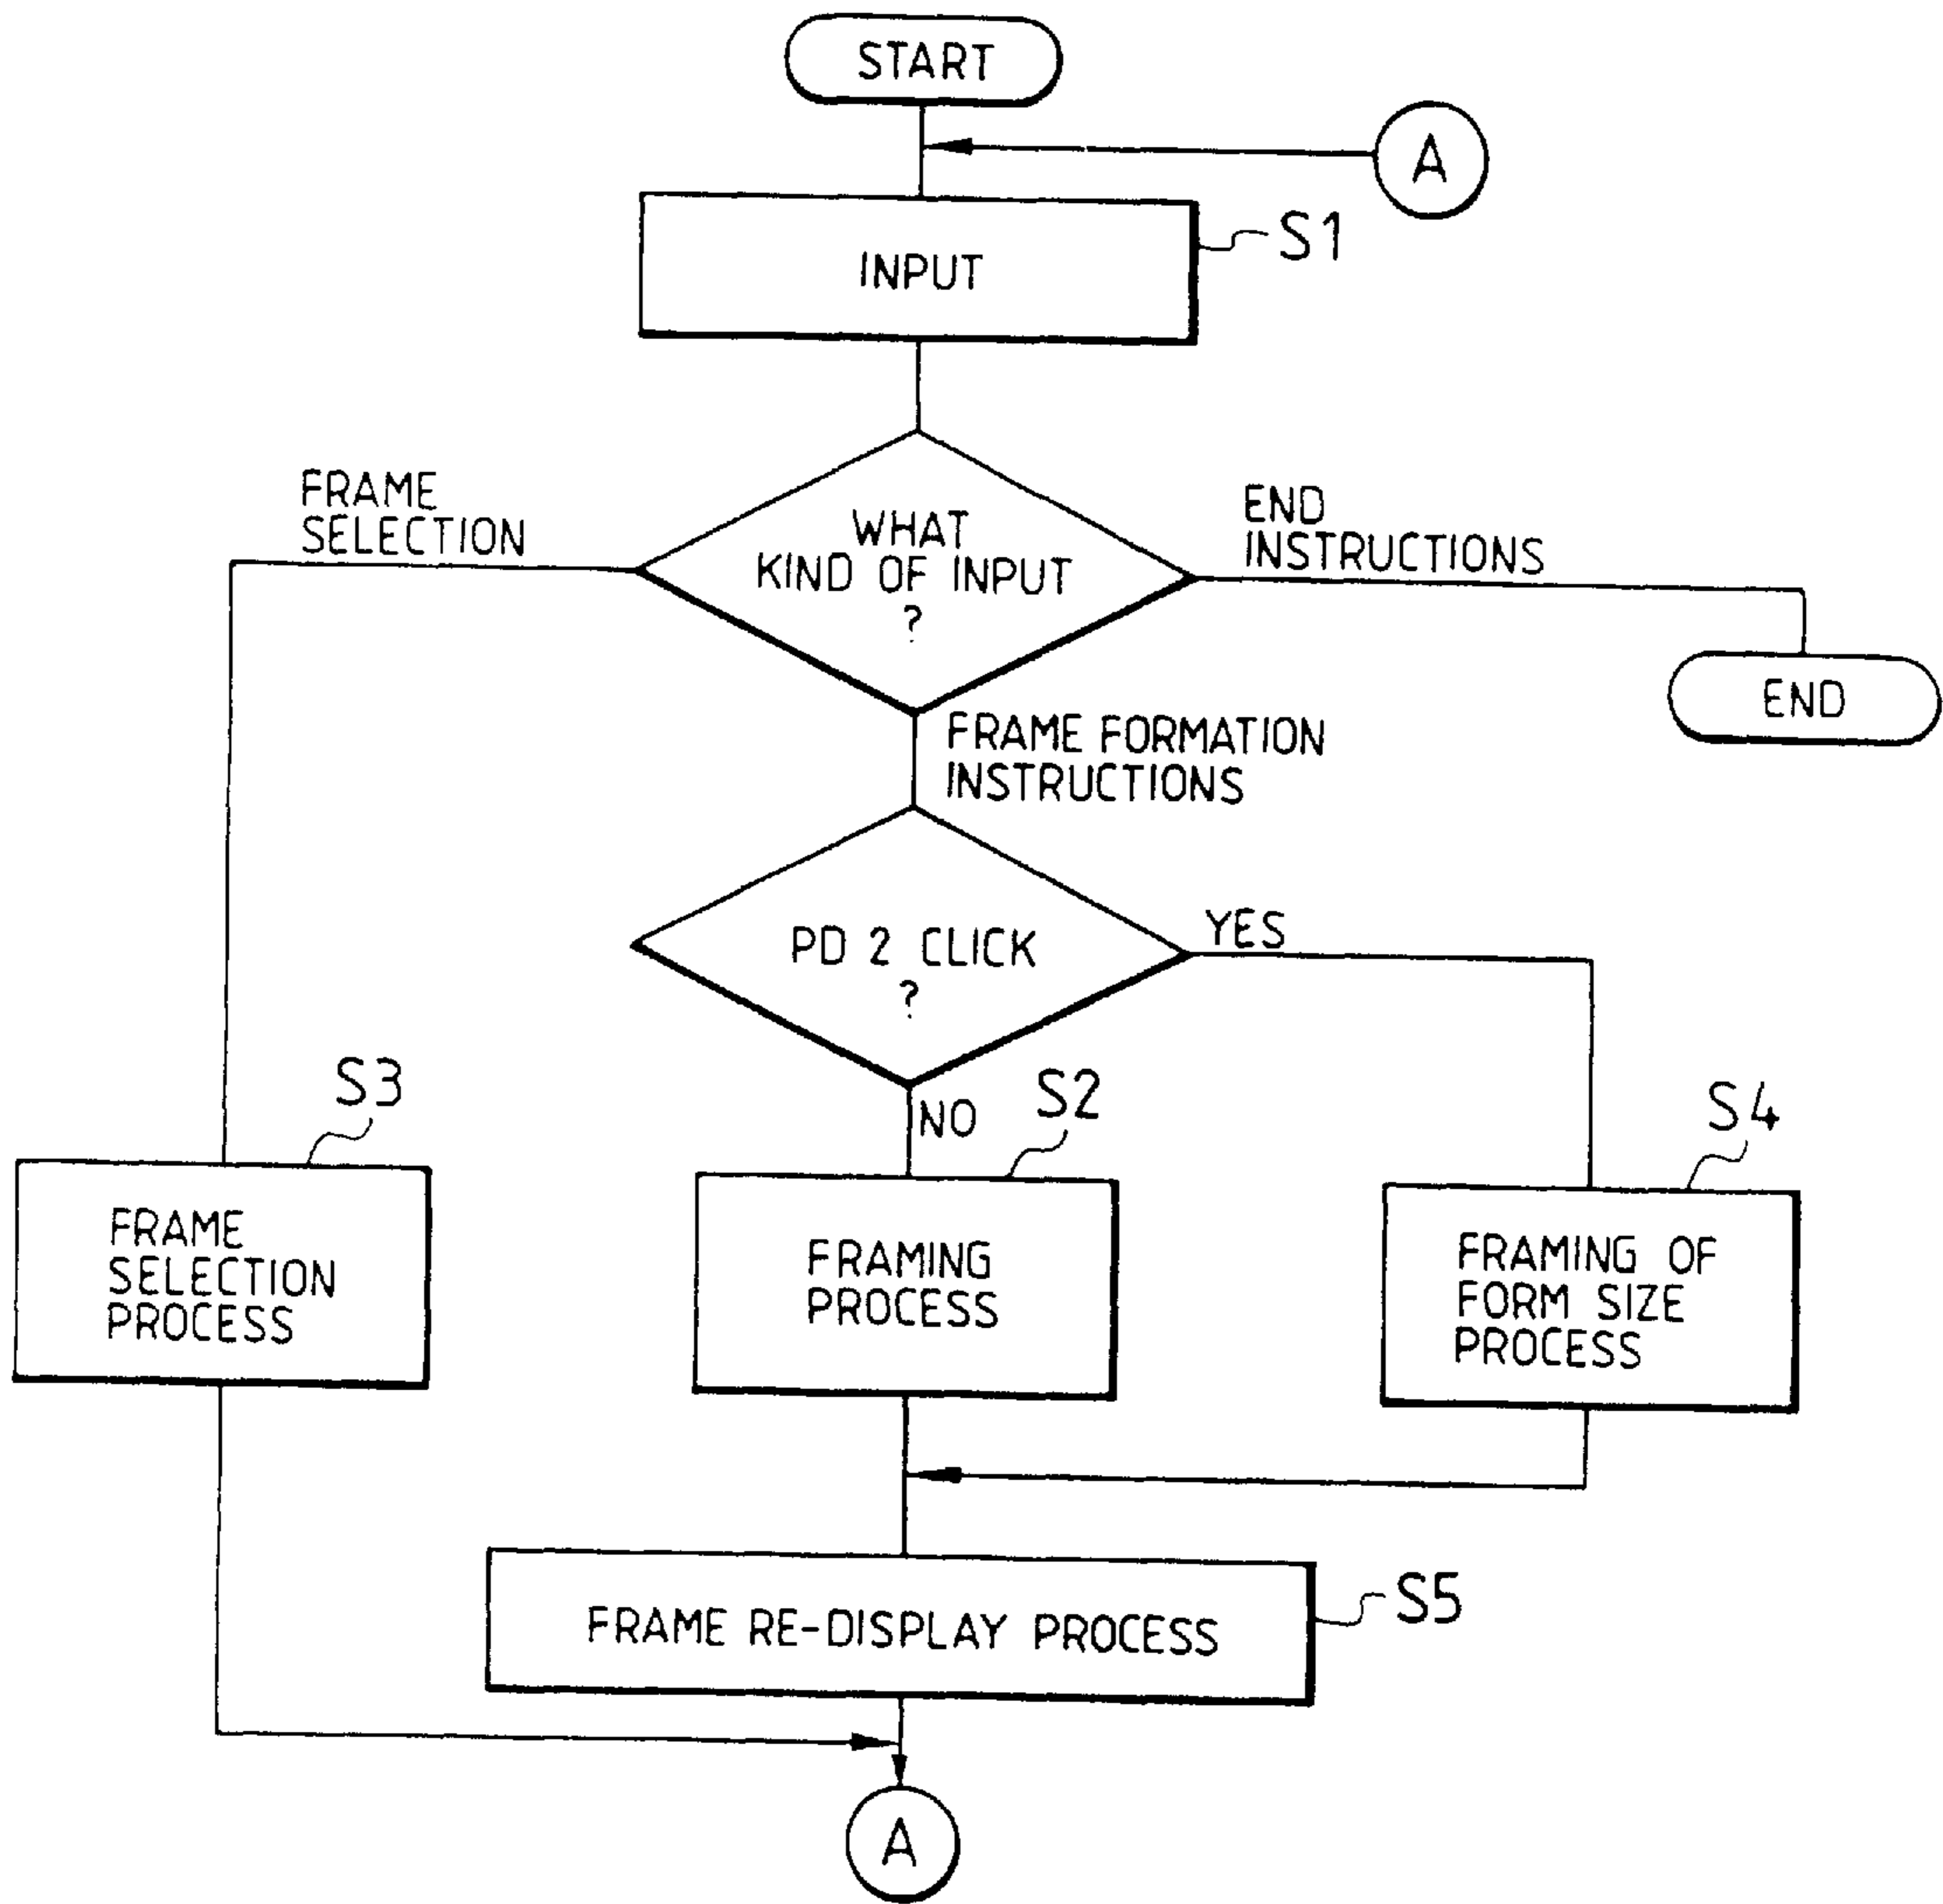 START
A
INPUT
S1
FRAME
SELECTION
WHAT
KIND OF INPUT
?
END
INSTRUCTIONS
END
FRAME FORMATION
INSTRUCTIONS
PD 2 CLICK
?
YES
NO
S3
FRAME
SELECTION
PROCESS
S2
FRAMING
PROCESS
S4
FRAMING OF
FORM SIZE
PROCESS
FRAME RE-DISPLAY PROCESS
S5
A